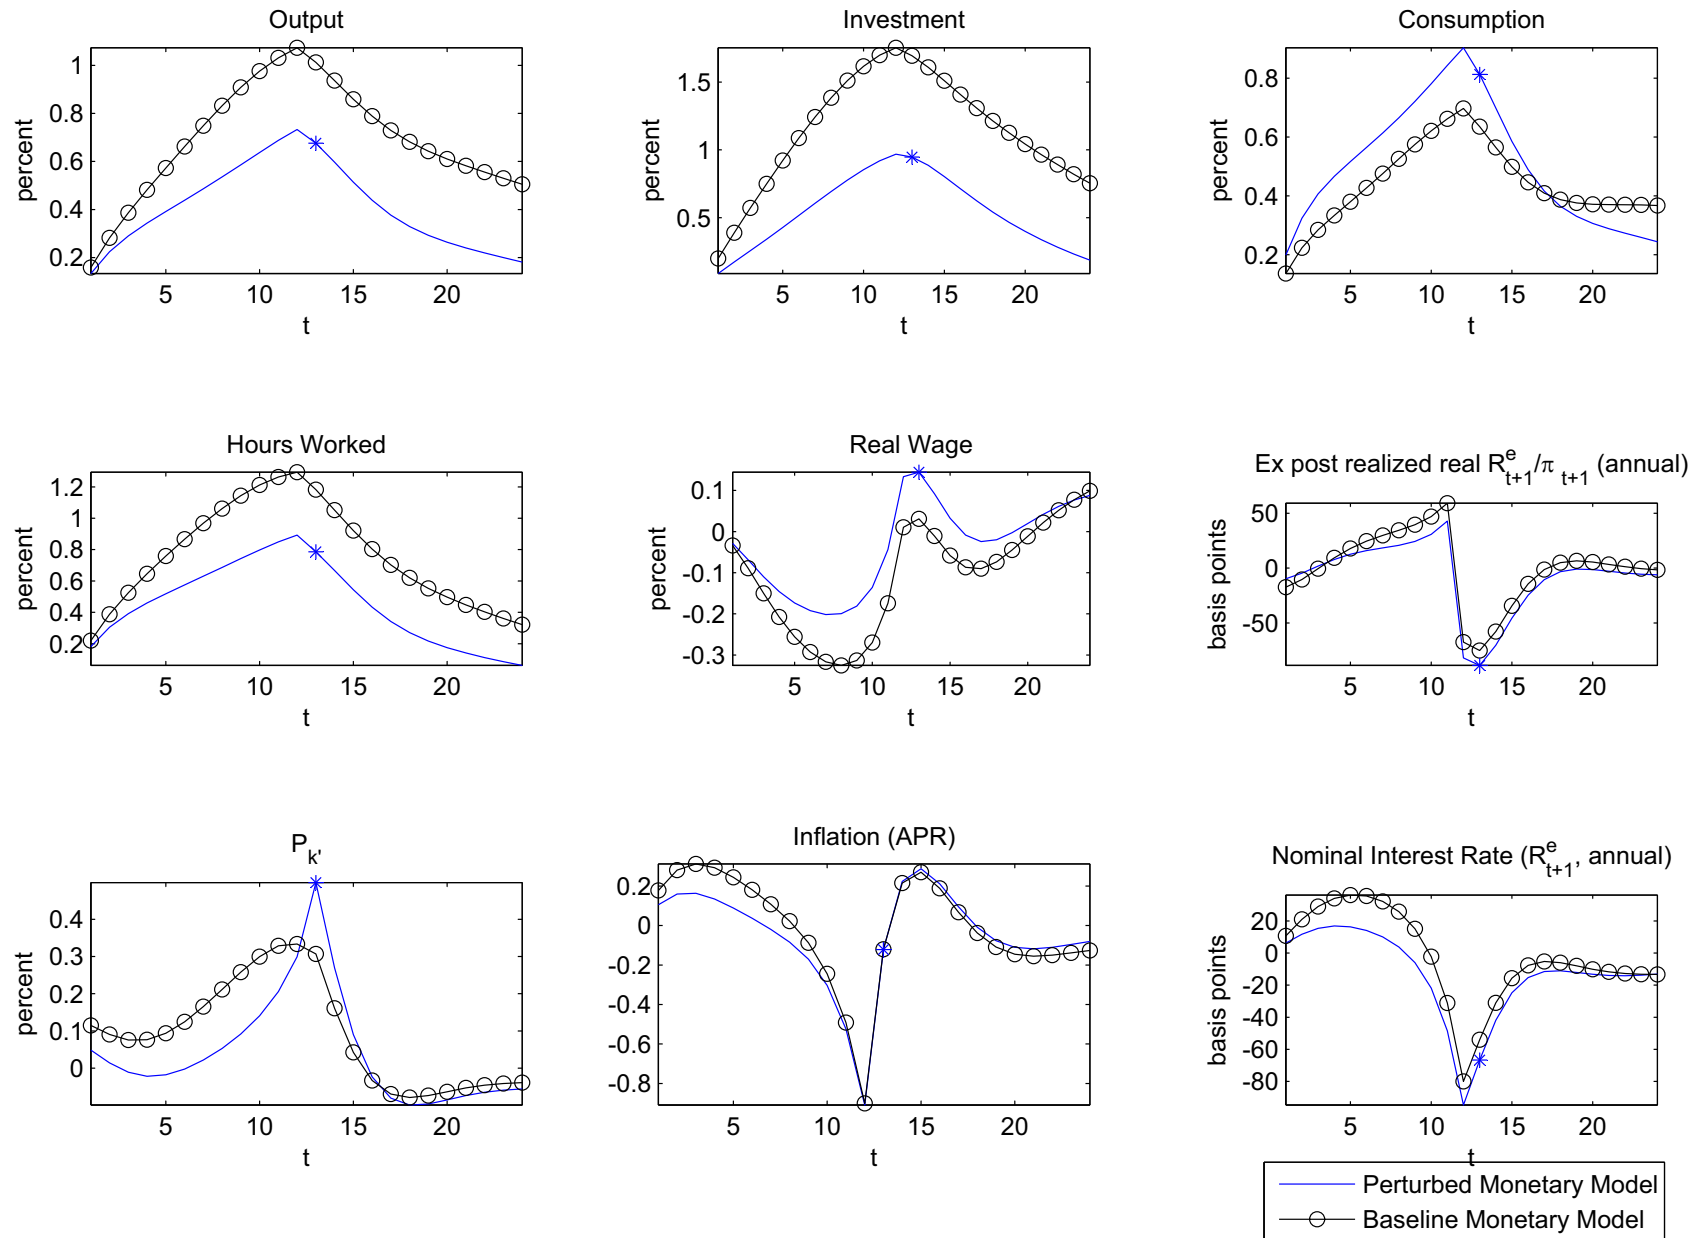 Output
percent
1
0.8
0.6
0.4
0.2
5 10 15 20
t
Investment
percent
1.5
1
0.5
5 10 15 20
t
Consumption
percent
0.8
0.6
0.4
0.2
5 10 15 20
t
Hours Worked
percent
1.2
1
0.8
0.6
0.4
0.2
5 10 15 20
t
Real Wage
percent
0.1
0
-0.1
-0.2
-0.3
5 10 15 20
t
Ex post realized real R^e_{t+1}/π_{t+1} (annual)
basis points
50
0
-50
5 10 15 20
t
P_{k'}
percent
0.4
0.3
0.2
0.1
0
5 10 15 20
t
Inflation (APR)
0.2
0
-0.2
-0.4
-0.6
-0.8
5 10 15 20
t
Nominal Interest Rate (R^e_{t+1}, annual)
basis points
20
0
-20
-40
-60
-80
5 10 15 20
t
Perturbed Monetary Model
Baseline Monetary Model